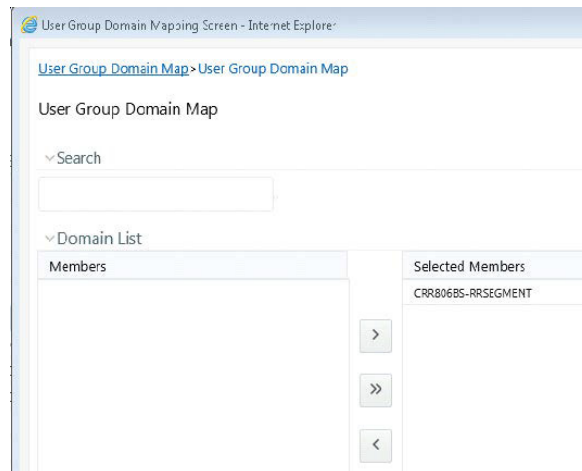 User Group Domain Mapping Screen - Internet Explorer
User Group Domain Map>User Group Domain Map
User Group Domain Map
Search
Domain List
Members
Selected Members
CRR806BS-RRSEGMENT
>
»
<